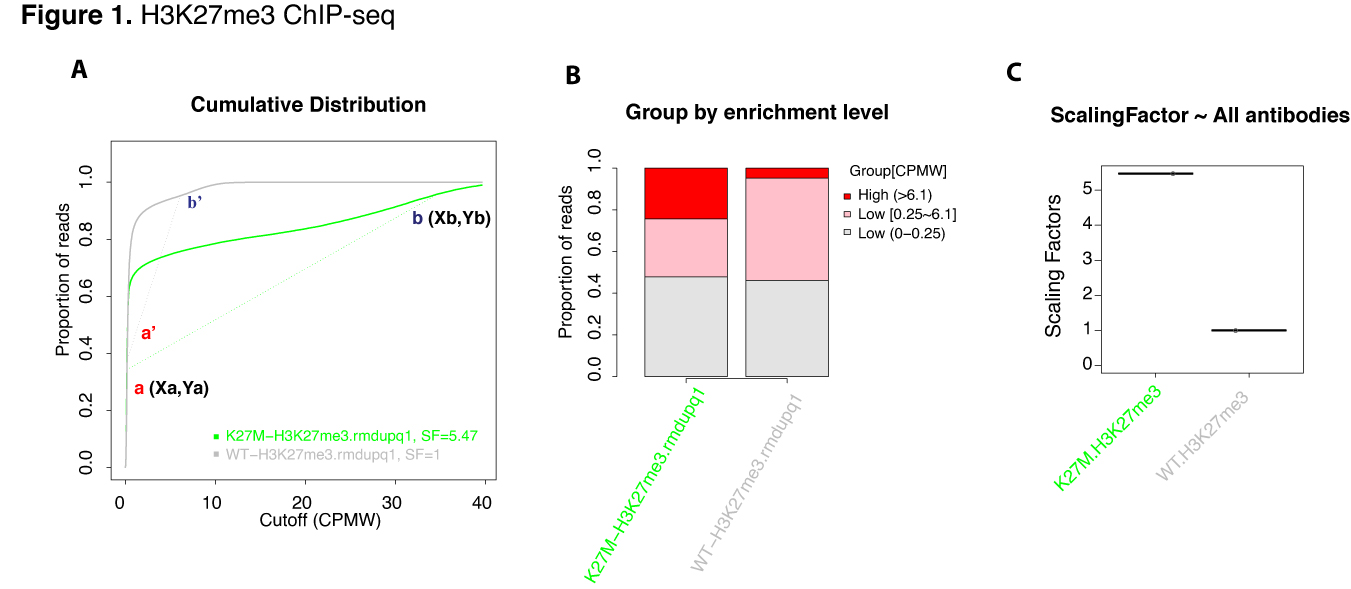 Figure 1. H3K27me3 ChIP-seq
A
Cumulative Distribution
Proportion of reads
1.0
0.8
0.6
0.4
0.2
0.0
b'
b (Xb,Yb)
a'
a (Xa,Ya)
K27M−H3K27me3.rmdupq1, SF=5.47
WT−H3K27me3.rmdupq1, SF=1
0
10
20
30
40
Cutoff (CPMW)
B
Group by enrichment level
Proportion of reads
1.0
0.8
0.6
0.4
0.2
0.0
Group[CPMW]
High (>6.1)
Low [0.25~6.1]
Low (0−0.25)
K27M−H3K27me3.rmdupq1
WT−H3K27me3.rmdupq1
C
ScalingFactor ~ All antibodies
Scaling Factors
5
4
3
2
1
0
K27M.H3K27me3
WT.H3K27me3